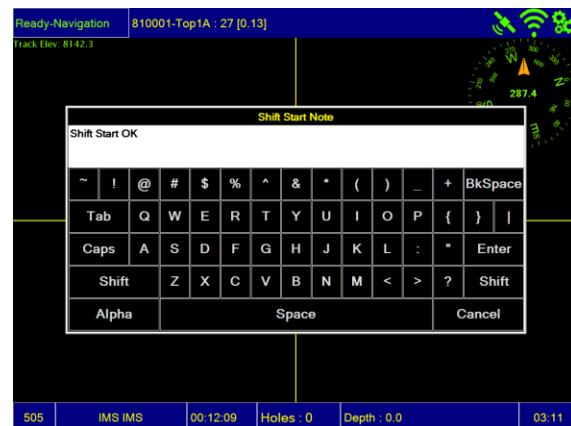 Ready-Navigation 810001-Top1A : 27 [0.13]
Track Elev: 8142.3
W 300 N 287.4
Shift Start Note
Shift Start OK
~ ! @ # $ % ^ & * ( ) _ + BkSpace
Tab Q W E R T Y U I O P { } |
Caps A S D F G H J K L : " Enter
Shift Z X C V B N M < > ? Shift
Alpha Space Cancel
505 IMS IMS 00:12:09 Holes : 0 Depth : 0.0 03:11